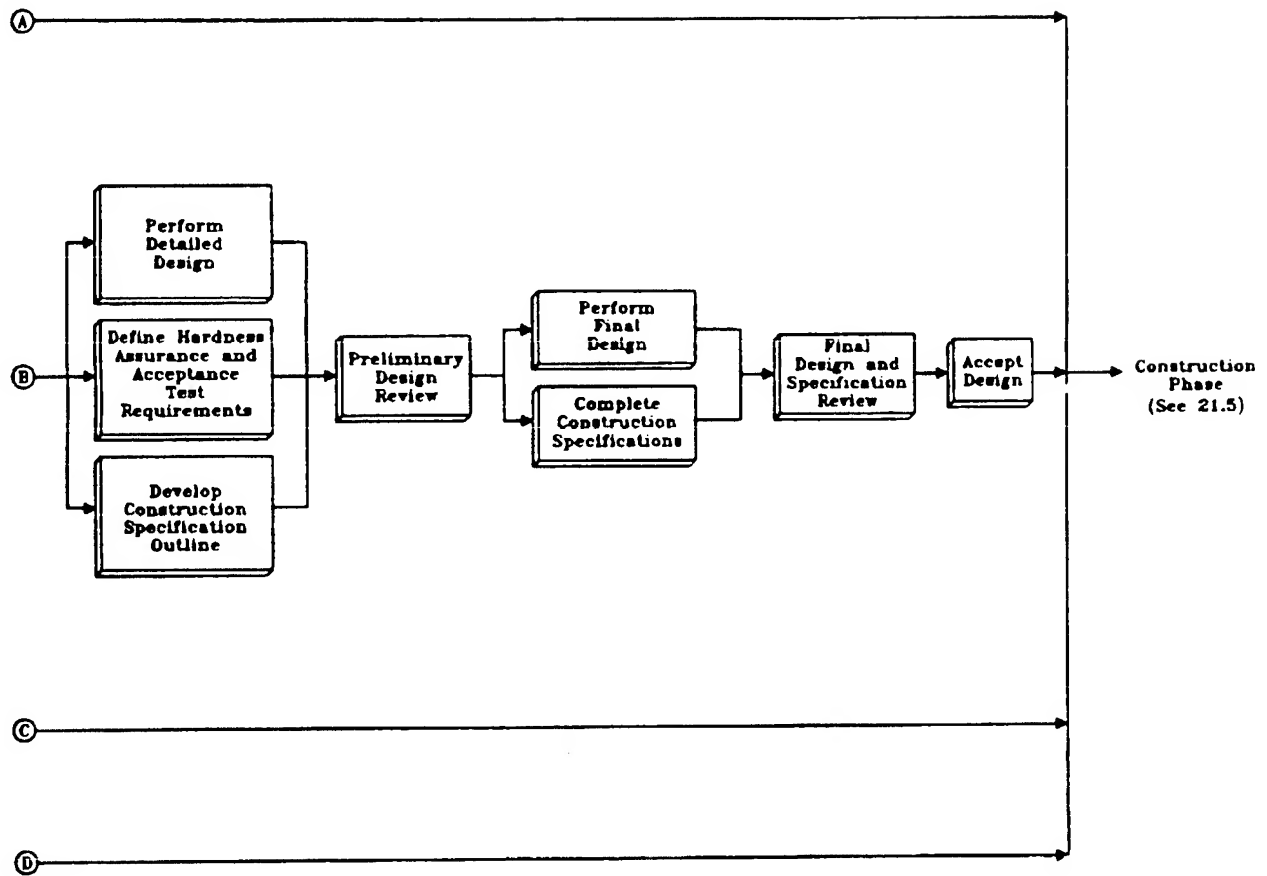 A
Perform
Detailed
Design
B
Define Hardness
Assurance and
Acceptance
Test
Requirements
Develop
Construction
Specification
Outline
Preliminary
Design
Review
Perform
Final
Design
Complete
Construction
Specifications
Final
Design and
Specification
Review
Accept
Design
Construction
Phase
(See 21.5)
C
D